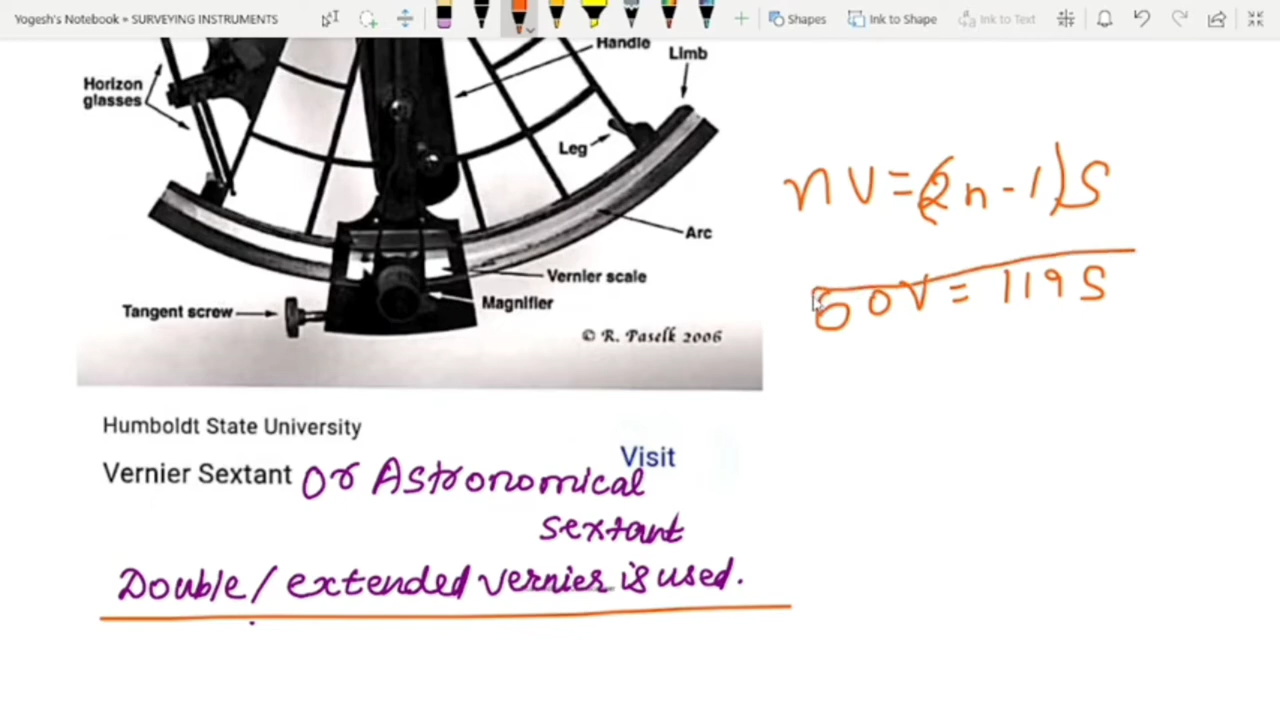 Yogesh's Notebook » SURVEYING INSTRUMENTS
Shapes
Ink to Shape
Ink to Text
Handle
Limb
Horizon
glasses
Leg
Arc
Vernier scale
Magnifier
Tangent screw
© R. Paselk 2006
nV=(2n-1)S
60V = 119S
Humboldt State University
Visit
Vernier Sextant Or Astronomical
sextant
Double/extended vernier is used.